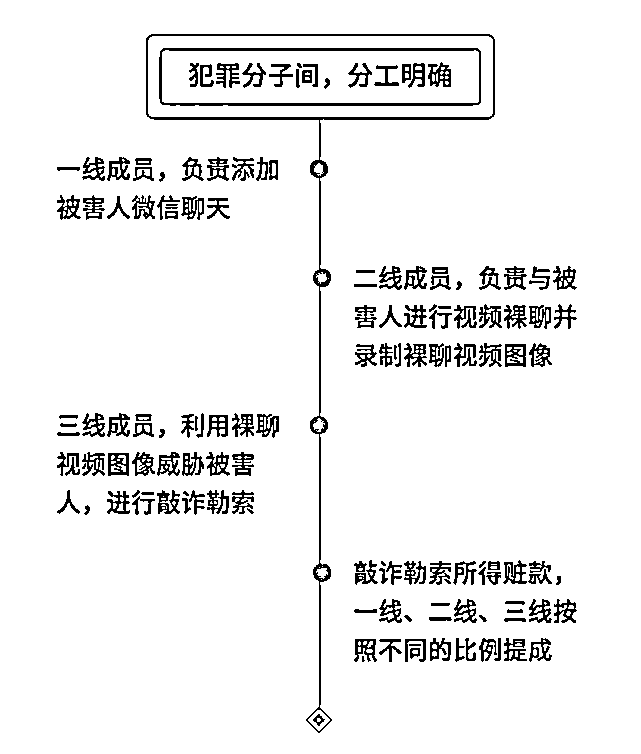 犯罪分子间，分工明确
一线成员，负责添加
被害人微信聊天
二线成员，负责与被
害人进行视频裸聊并
录制裸聊视频图像
三线成员，利用裸聊
视频图像威胁被害
人，进行敲诈勒索
敲诈勒索所得赃款，
一线、二线、三线按
照不同的比例提成